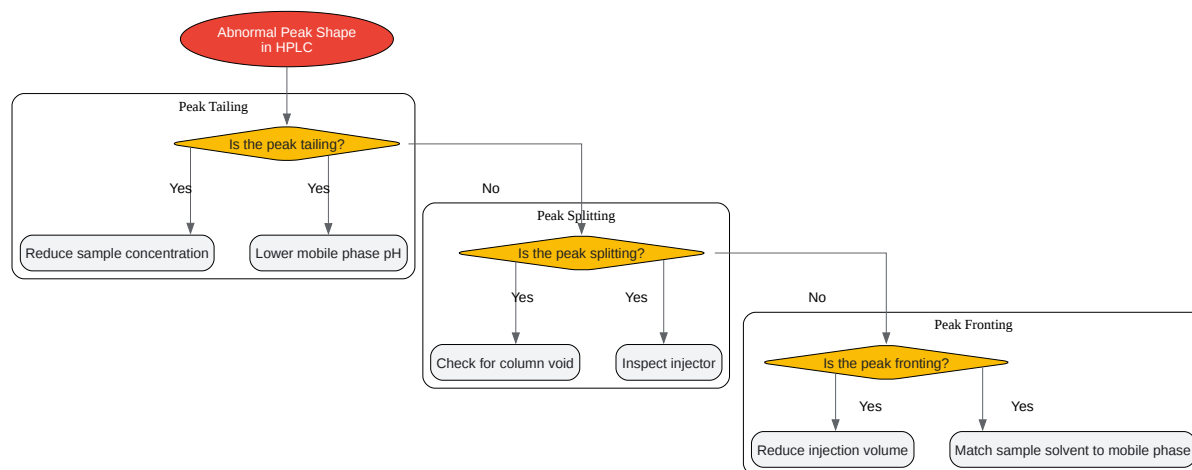 Abnormal Peak Shape
in HPLC
Peak Tailing
Is the peak tailing?
Yes
Yes
No
Reduce sample concentration
Lower mobile phase pH
Peak Splitting
Is the peak splitting?
Yes
Yes
No
Check for column void
Inspect injector
Peak Fronting
Is the peak fronting?
Yes
Yes
Reduce injection volume
Match sample solvent to mobile phase